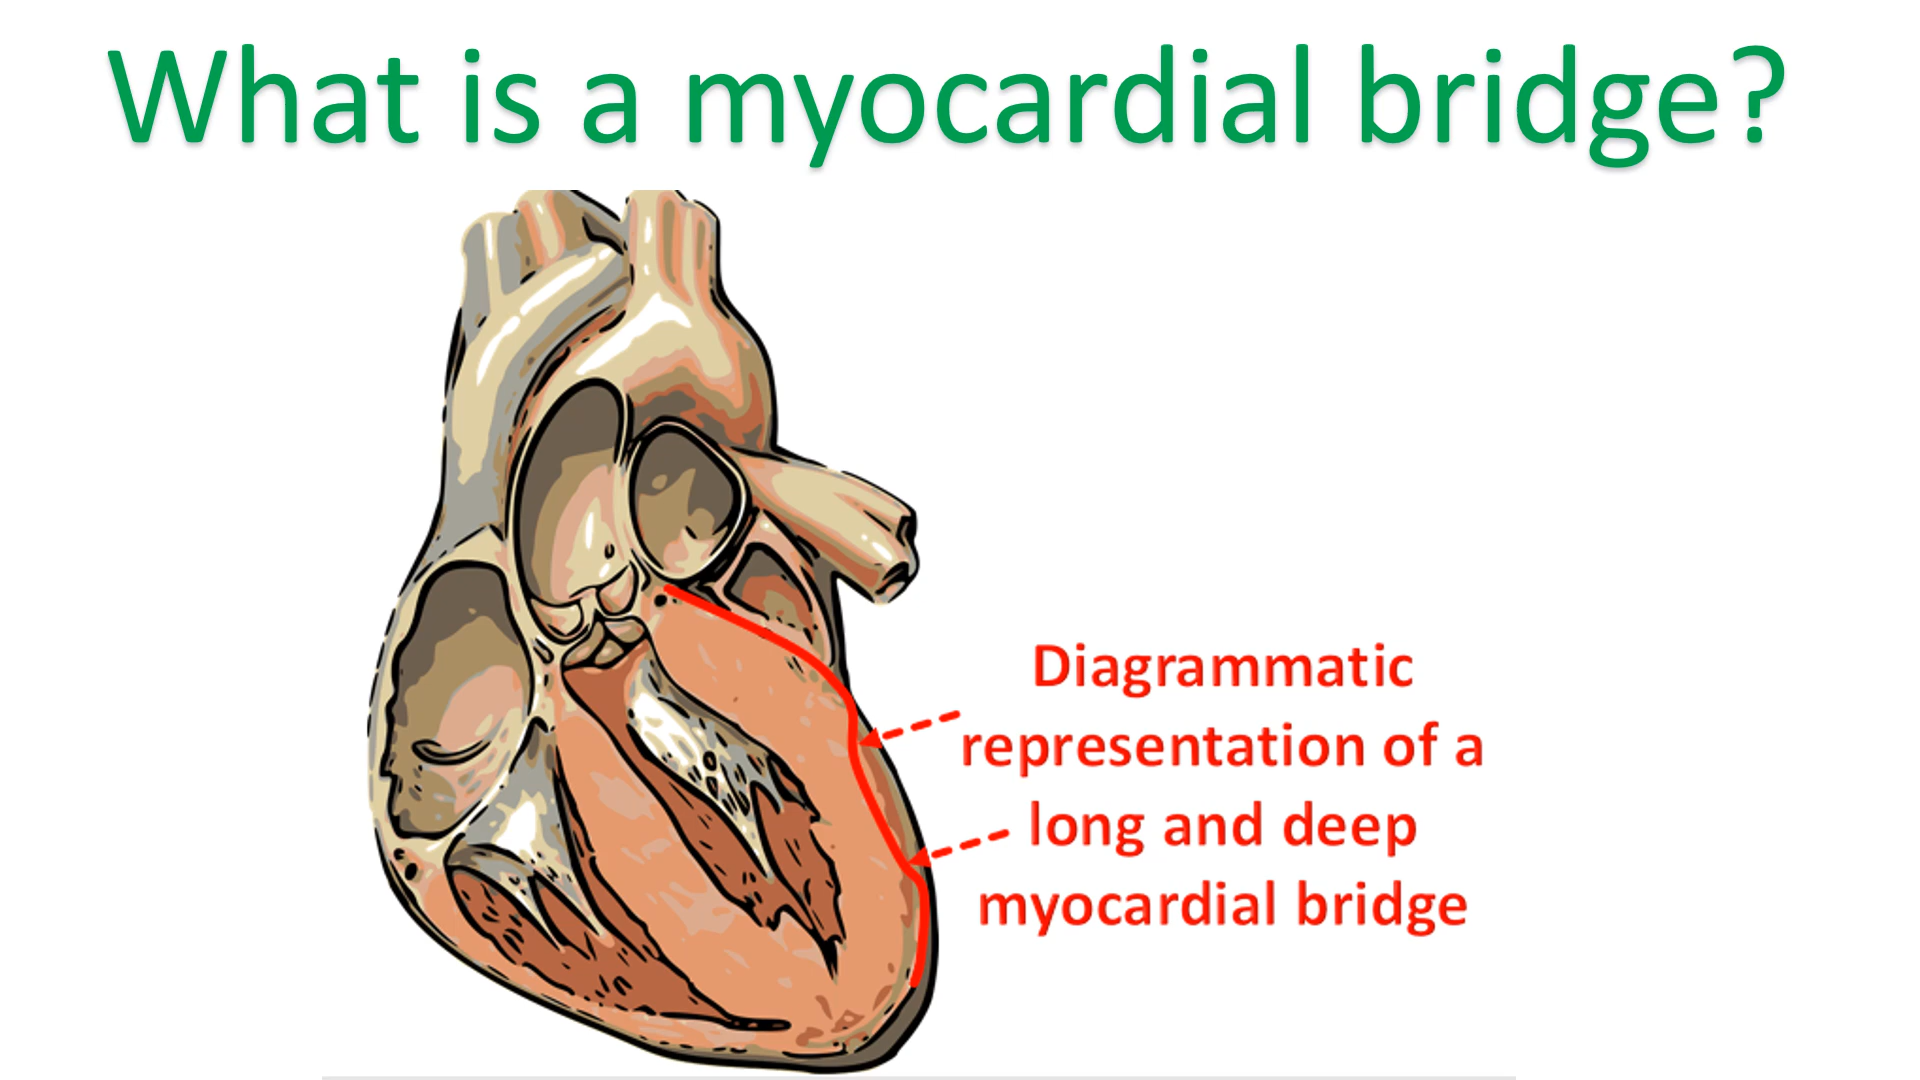 What is a myocardial bridge?
Diagrammatic
representation of a
long and deep
myocardial bridge